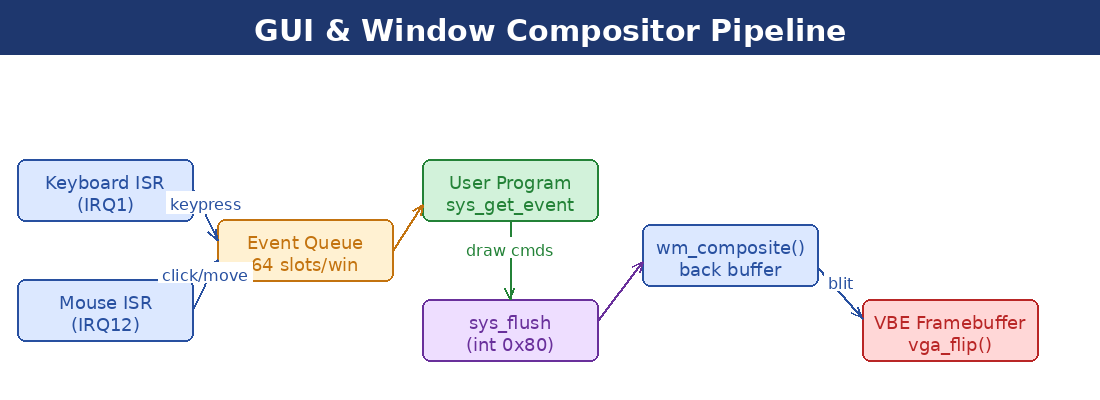 GUI & Window Compositor Pipeline
Keyboard ISR
(IRQ1)
keypress
Event Queue
64 slots/win
click/move
Mouse ISR
(IRQ12)
User Program
sys_get_event
draw cmds
sys_flush
(int 0x80)
wm_composite()
back buffer
blit
VBE Framebuffer
vga_flip()